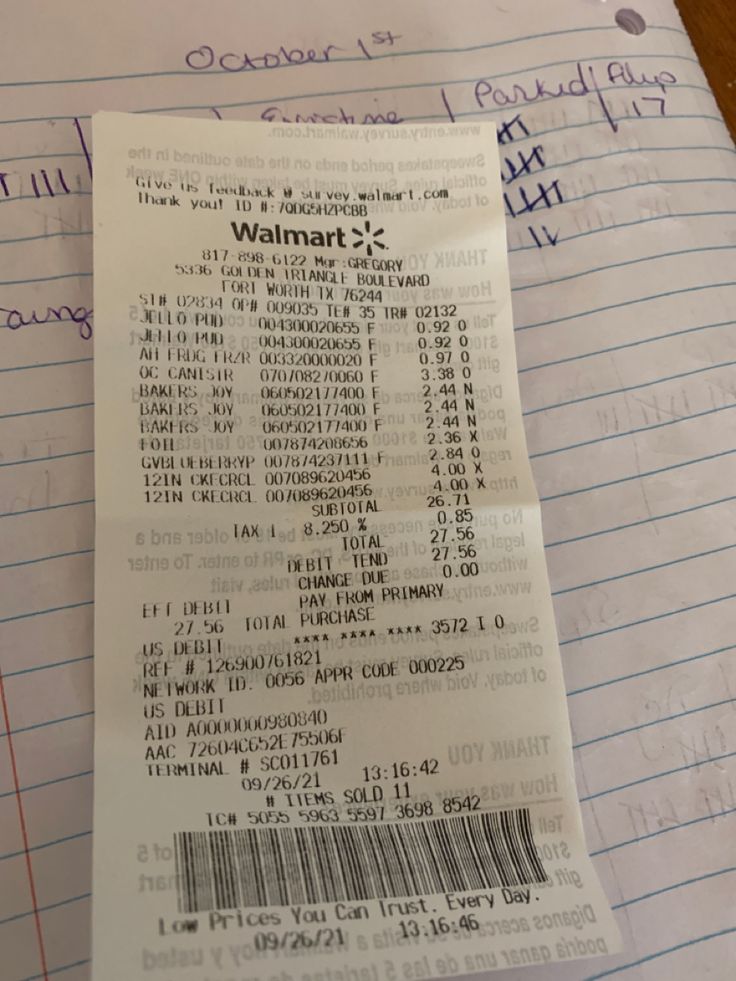 October 1st
Parked/Plup
17
www.entry.survey.walmart.com.
Give us feedback @ survey.walmart.com
Thank you! ID #:7QDG5HZPCBB
Walmart
817-898-6122 Mgr:GREGORY
5336 GOLDEN TRIANGLE BOULEVARD
FORT WORTH TX 76244
ST# 02834 OP# 009035 TE# 35 TR# 02132
JELLO PUD 004300020655 F 0.92 O
JELLO PUD 004300020655 F 0.92 O
AH FRDG FRZR 003320000020 F 0.97 O
OC CANISTR 070708270060 F 3.38 O
BAKERS JOY 060502177400 F 2.44 N
BAKERS JOY 060502177400 F 2.44 N
BAKERS JOY 060502177400 F 2.44 N
FOIL 007874208656 2.36 X
GVBLUEBERRYP 007874237111 F 2.84 O
12IN CKECRCL 007089620456 4.00 X
12IN CKECRCL 007089620456 4.00 X
SUBTOTAL 26.71
TAX 1 8.250 % 0.85
TOTAL 27.56
DEBIT TEND 27.56
CHANGE DUE 0.00
EFT DEBIT PAY FROM PRIMARY
27.56 TOTAL PURCHASE
US DEBIT **** **** **** 3572 I 0
REF # 126900761821
NETWORK ID. 0056 APPR CODE 000225
US DEBIT
AID A0000000980840
AAC 72604C652E75506F
TERMINAL # SC011761
09/26/21 13:16:42
# ITEMS SOLD 11
TC# 5055 5963 5597 3698 8542
Low Prices You Can Trust. Every Day.
09/26/21 13:16:46